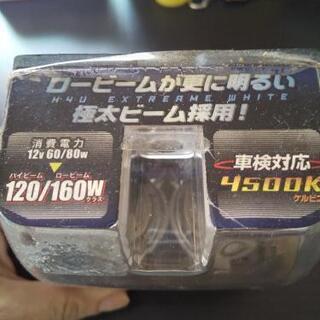 ロービームが更に明るい
H4U EXTREAME WHITE
極太ビーム採用!
消費電力
12v 60/80w
ハイビーム ロービーム
120/160w
クラス
車検対応
4500K
ケルビン